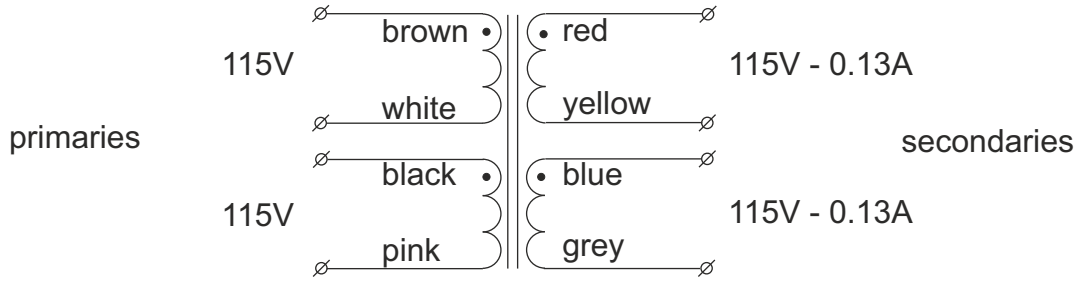 brown
red
115V
115V - 0.13A
white
yellow
primaries
secondaries
black
blue
115V
115V - 0.13A
pink
grey